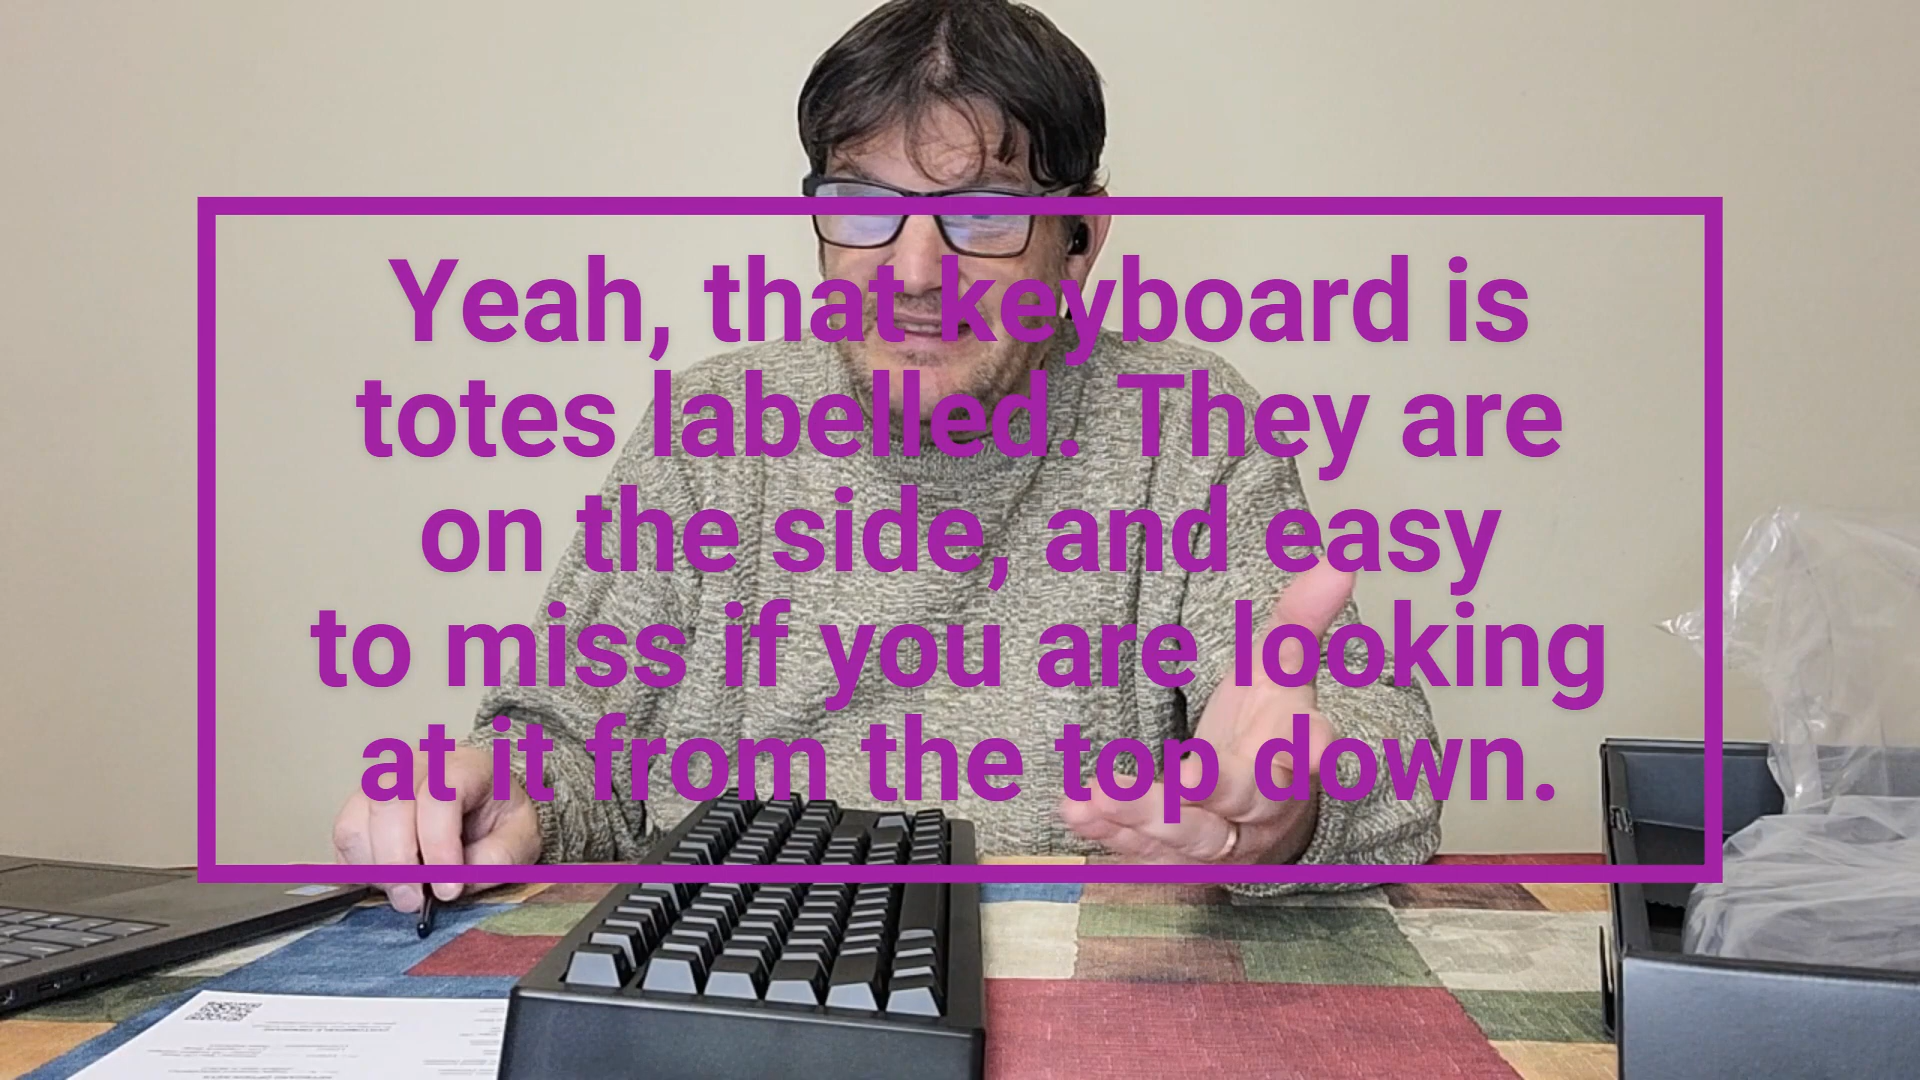 Yeah, that keyboard is
totes labelled. They are
on the side, and easy
to miss if you are looking
at it from the top down.